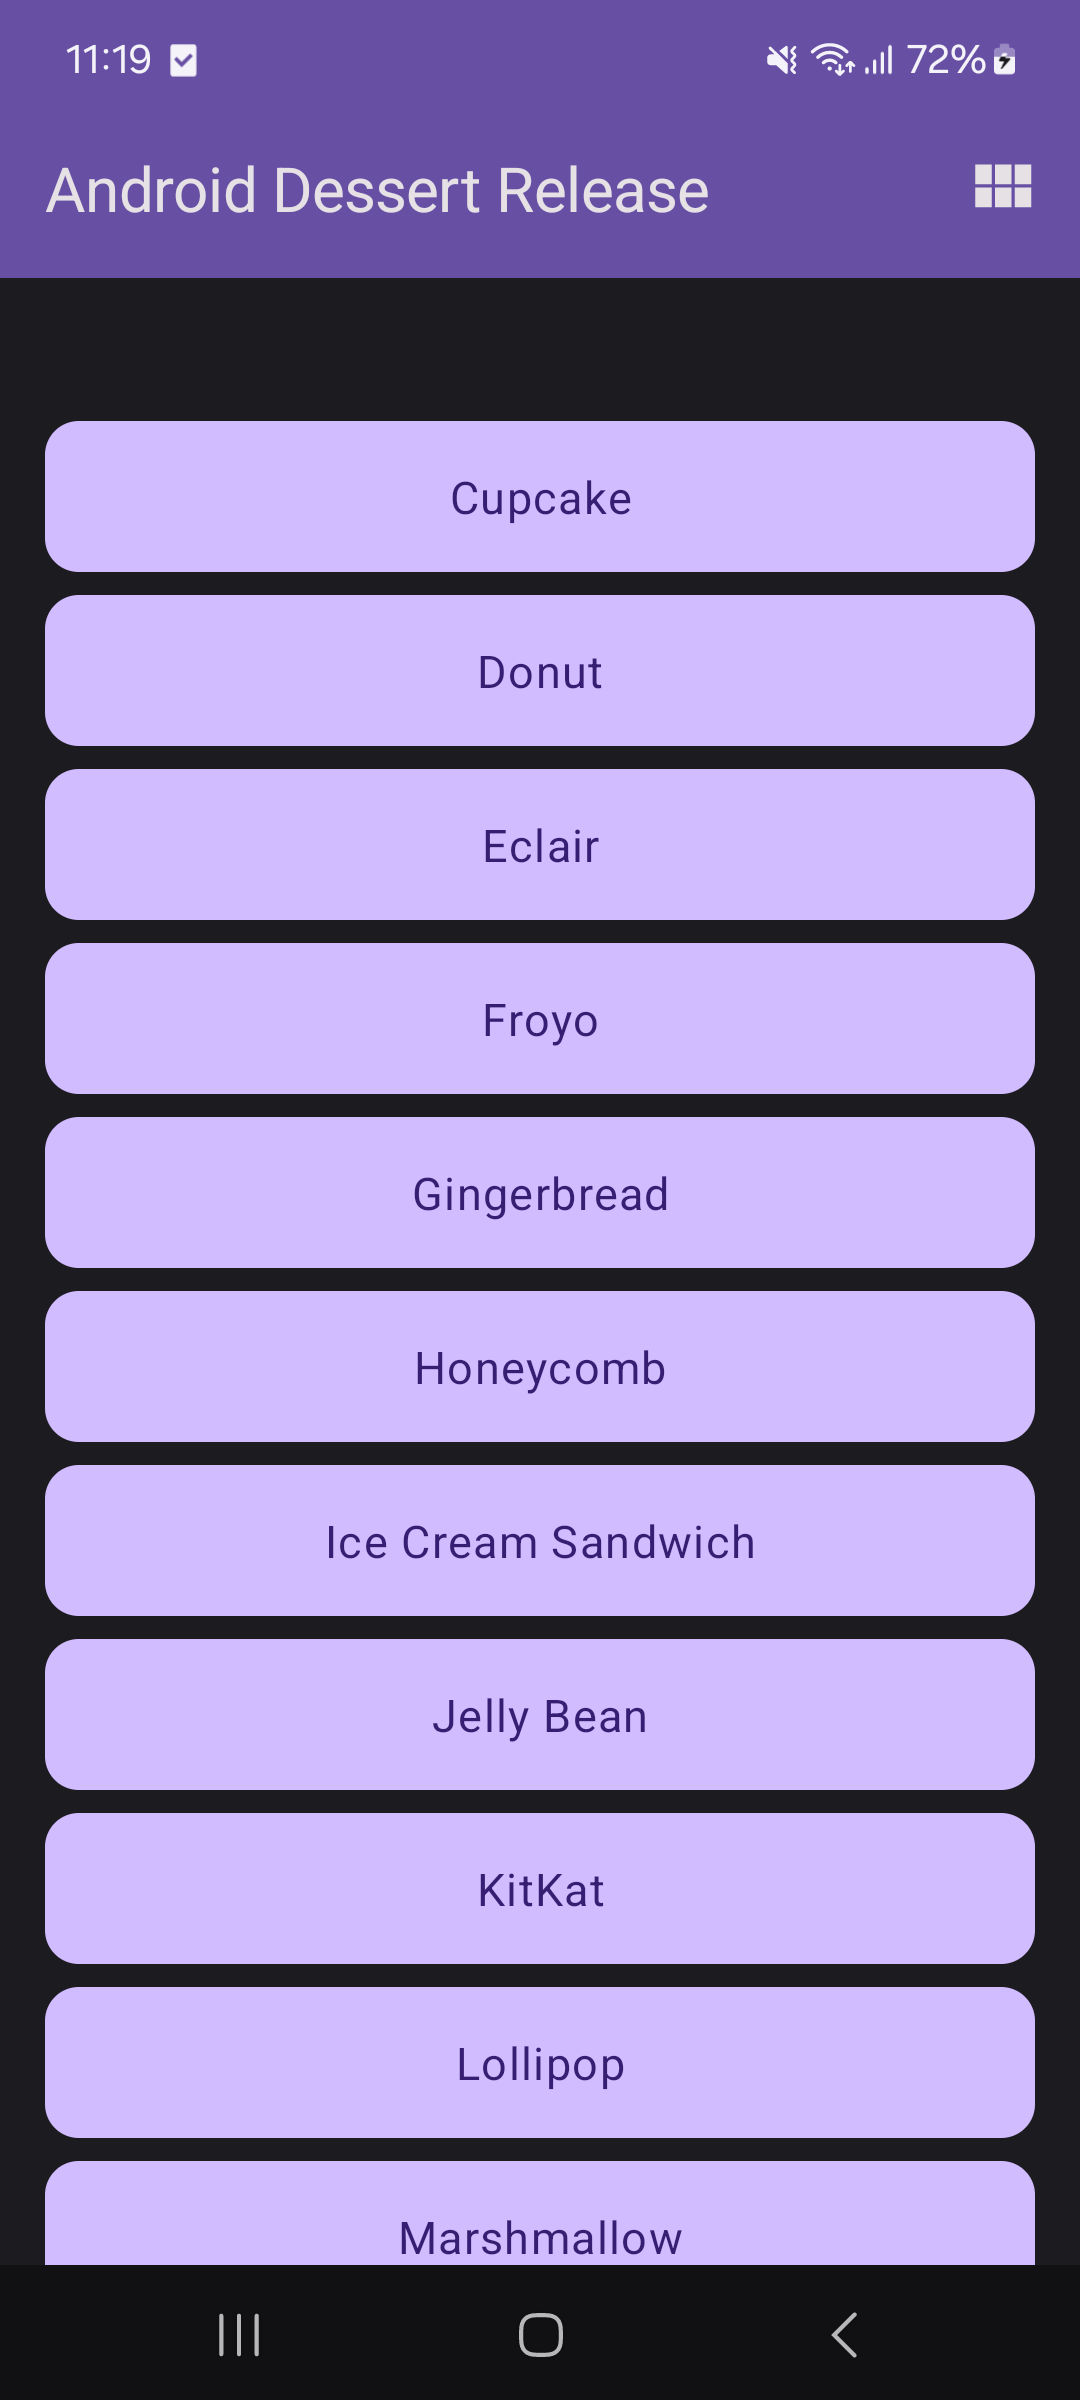 11:19
72%
Android Dessert Release
Cupcake
Donut
Eclair
Froyo
Gingerbread
Honeycomb
Ice Cream Sandwich
Jelly Bean
KitKat
Lollipop
Marshmallow